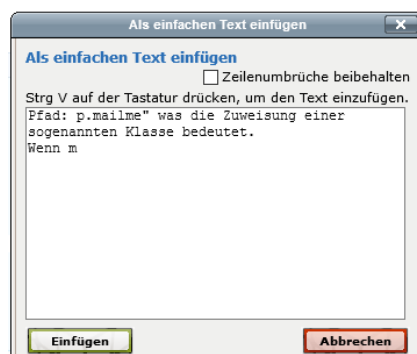 Als einfachen Text einfügen
Als einfachen Text einfügen
Zeilenumbrüche beibehalten
Strg V auf der Tastatur drücken, um den Text einzufügen.
Pfad: p.mailme" was die Zuweisung einer
sogenannten Klasse bedeutet.
Wenn m
Einfügen Abbrechen